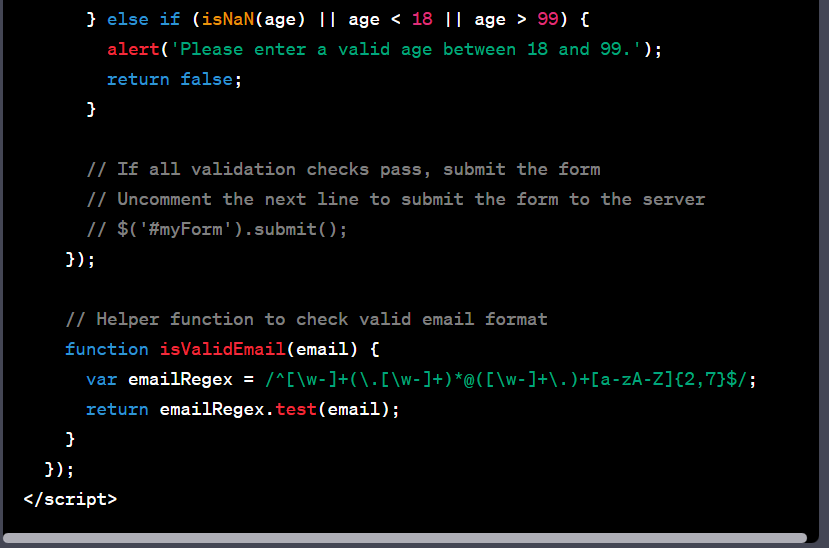 } else if (isNaN(age) || age < 18 || age > 99) {
alert('Please enter a valid age between 18 and 99.');
return false;
}
// If all validation checks pass, submit the form
// Uncomment the next line to submit the form to the server
// $('#myForm').submit();
});
// Helper function to check valid email format
function isValidEmail(email) {
var emailRegex = /^[\w-]+(\.[\w-]+)*@([\w-]+\.)+[a-zA-Z]{2,7}$/;
return emailRegex.test(email);
}
});
</script>